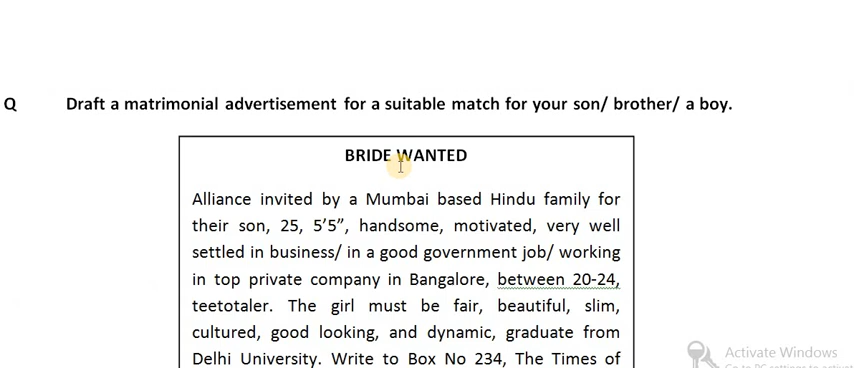 Q Draft a matrimonial advertisement for a suitable match for your son/ brother/ a boy.
BRIDE WANTED
Alliance invited by a Mumbai based Hindu family for
their son, 25, 5’5”, handsome, motivated, very well
settled in business/ in a good government job/ working
in top private company in Bangalore, between 20-24,
teetotaler. The girl must be fair, beautiful, slim,
cultured, good looking, and dynamic, graduate from
Delhi University. Write to Box No 234, The Times of
Activate Windows